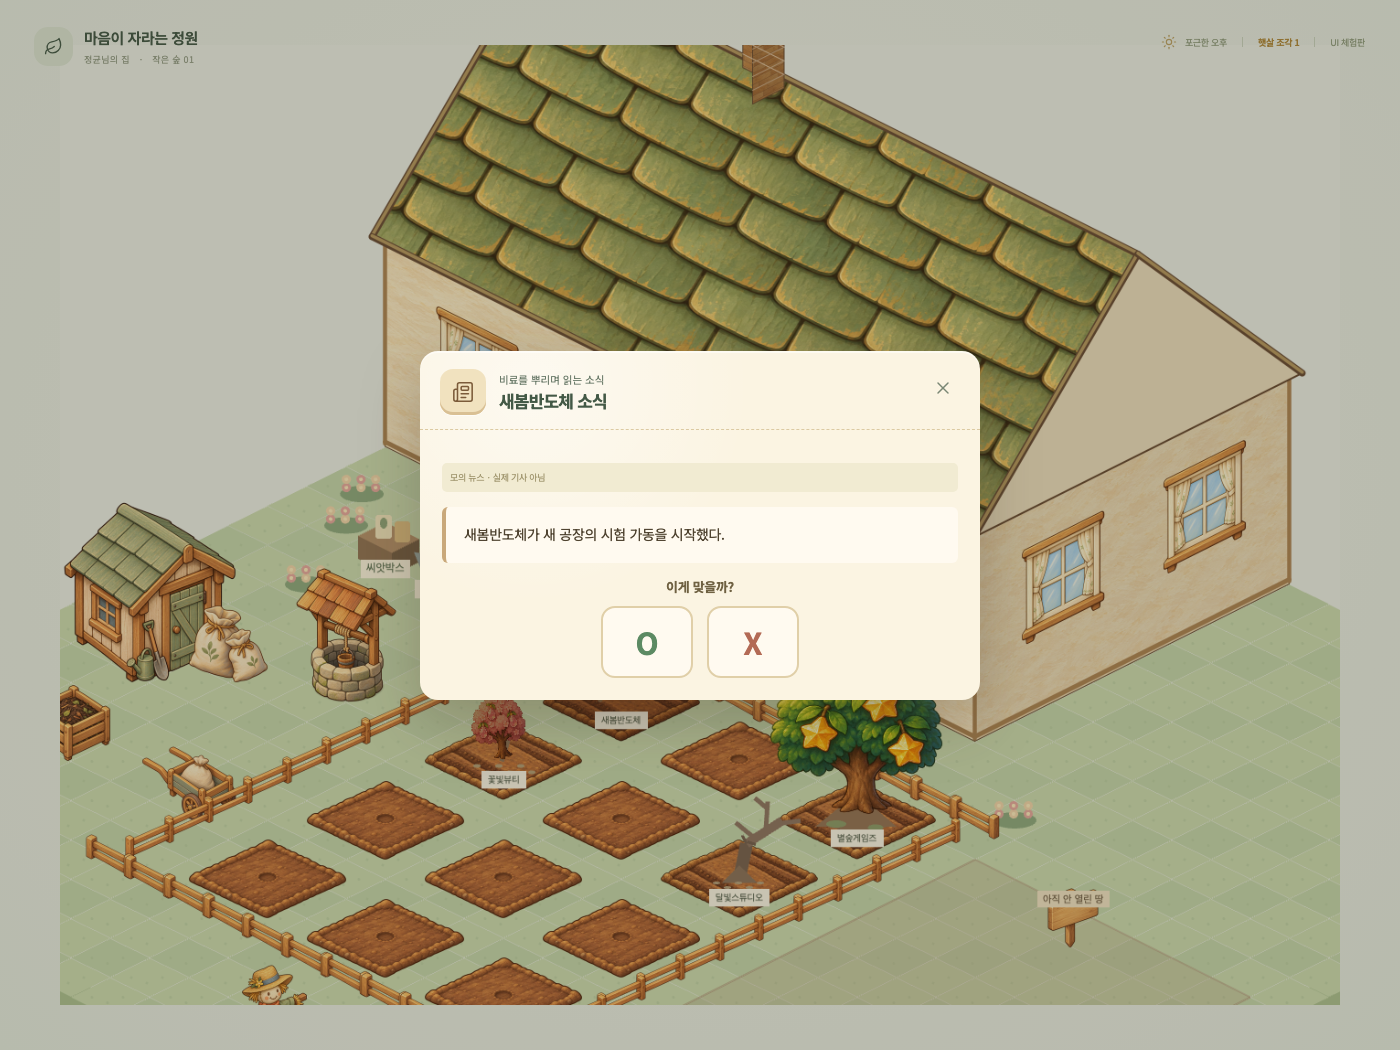 마음이 자라는 정원
정균님의 집 · 작은 숲 01
포근한 오후
햇살 조각 1
UI 체험판
비료를 뿌리며 읽는 소식
새봄반도체 소식
모의 뉴스 · 실제 기사 아님
새봄반도체가 새 공장의 시험 가동을 시작했다.
이게 맞을까?
O
X
씨앗박스
새봄반도체
꽃빛뷰티
별숲게임즈
달빛스튜디오
아직 안 열린 땅